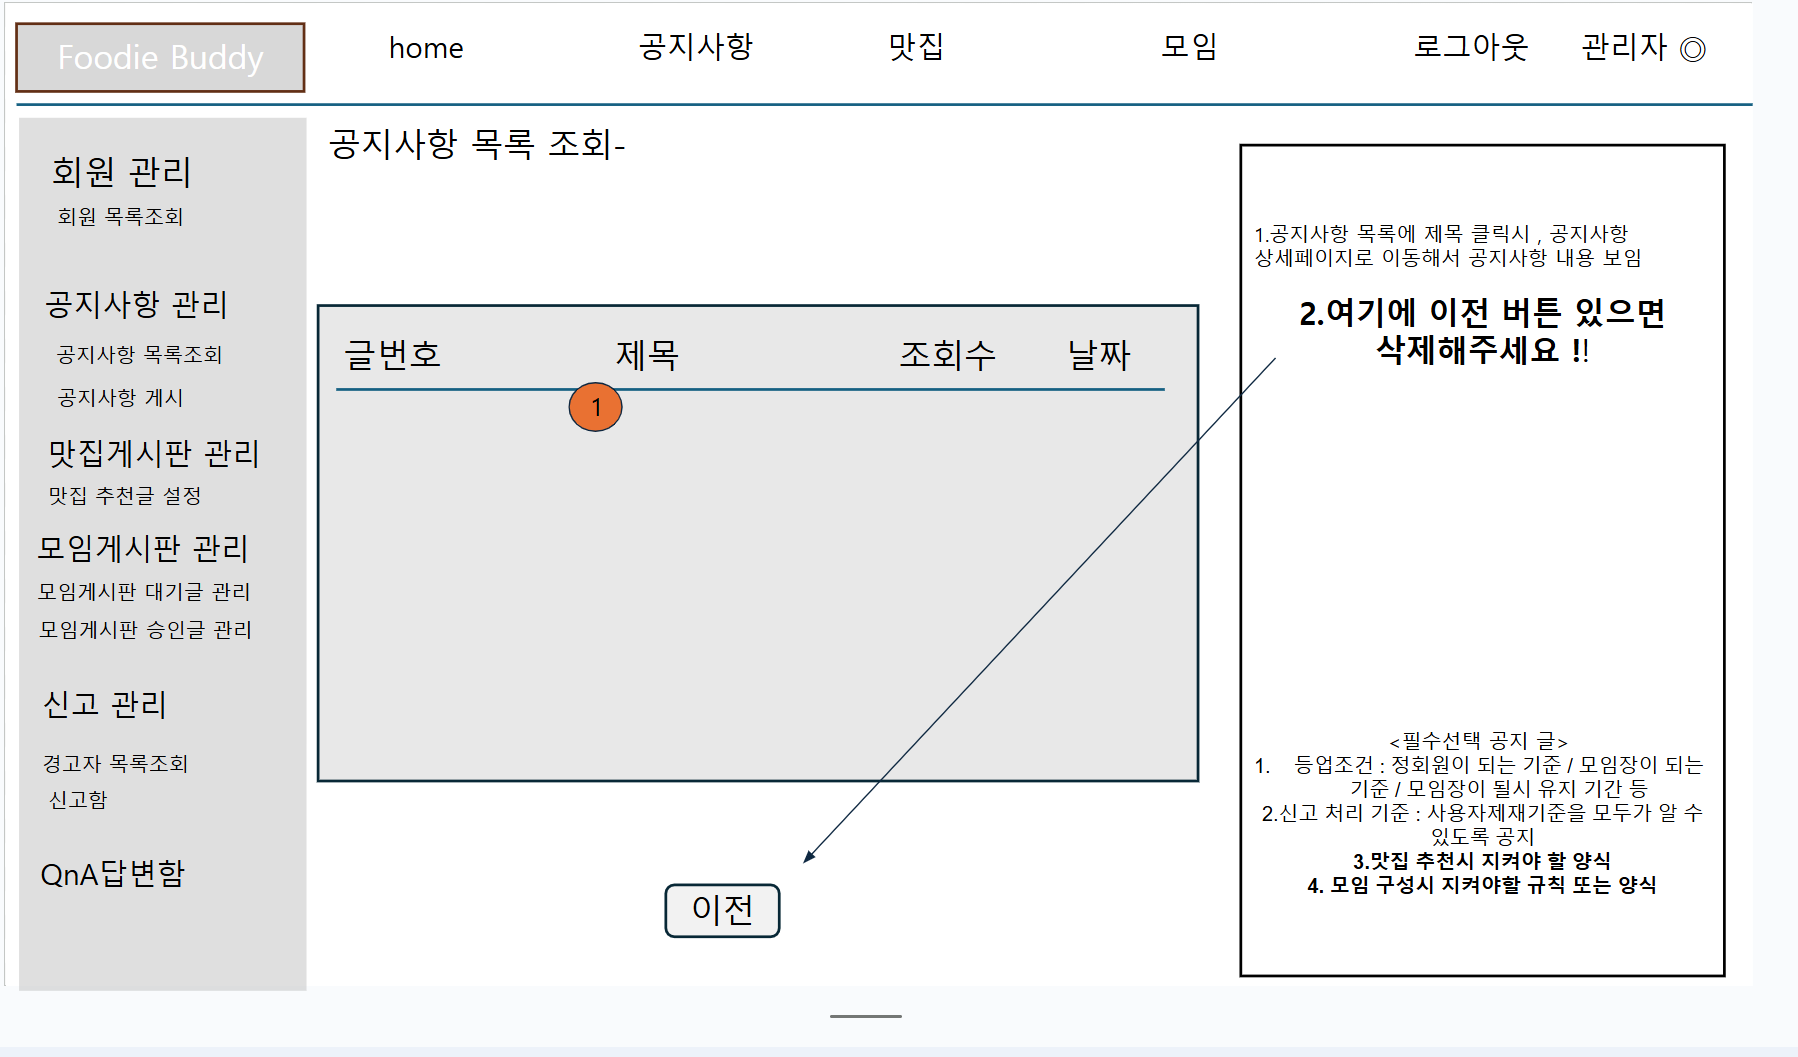 Foodie Buddy
home
공지사항
맛집
모임
로그아웃
관리자 ◎
회원 관리
회원 목록조회
공지사항 관리
공지사항 목록조회
공지사항 게시
맛집게시판 관리
맛집 추천글 설정
모임게시판 관리
모임게시판 대기글 관리
모임게시판 승인글 관리
신고 관리
경고자 목록조회
신고함
QnA답변함
공지사항 목록 조회-
글번호 제목 조회수 날짜
1
이전
1.공지사항 목록에 제목 클릭시 , 공지사항
상세페이지로 이동해서 공지사항 내용 보임
2.여기에 이전 버튼 있으면
삭제해주세요 !!
<필수선택 공지 글>
1. 등업조건 : 정회원이 되는 기준 / 모임장이 되는
기준 / 모임장이 될시 유지 기간 등
2.신고 처리 기준 : 사용자제재기준을 모두가 알 수
있도록 공지
3.맛집 추천시 지켜야 할 양식
4. 모임 구성시 지켜야할 규칙 또는 양식